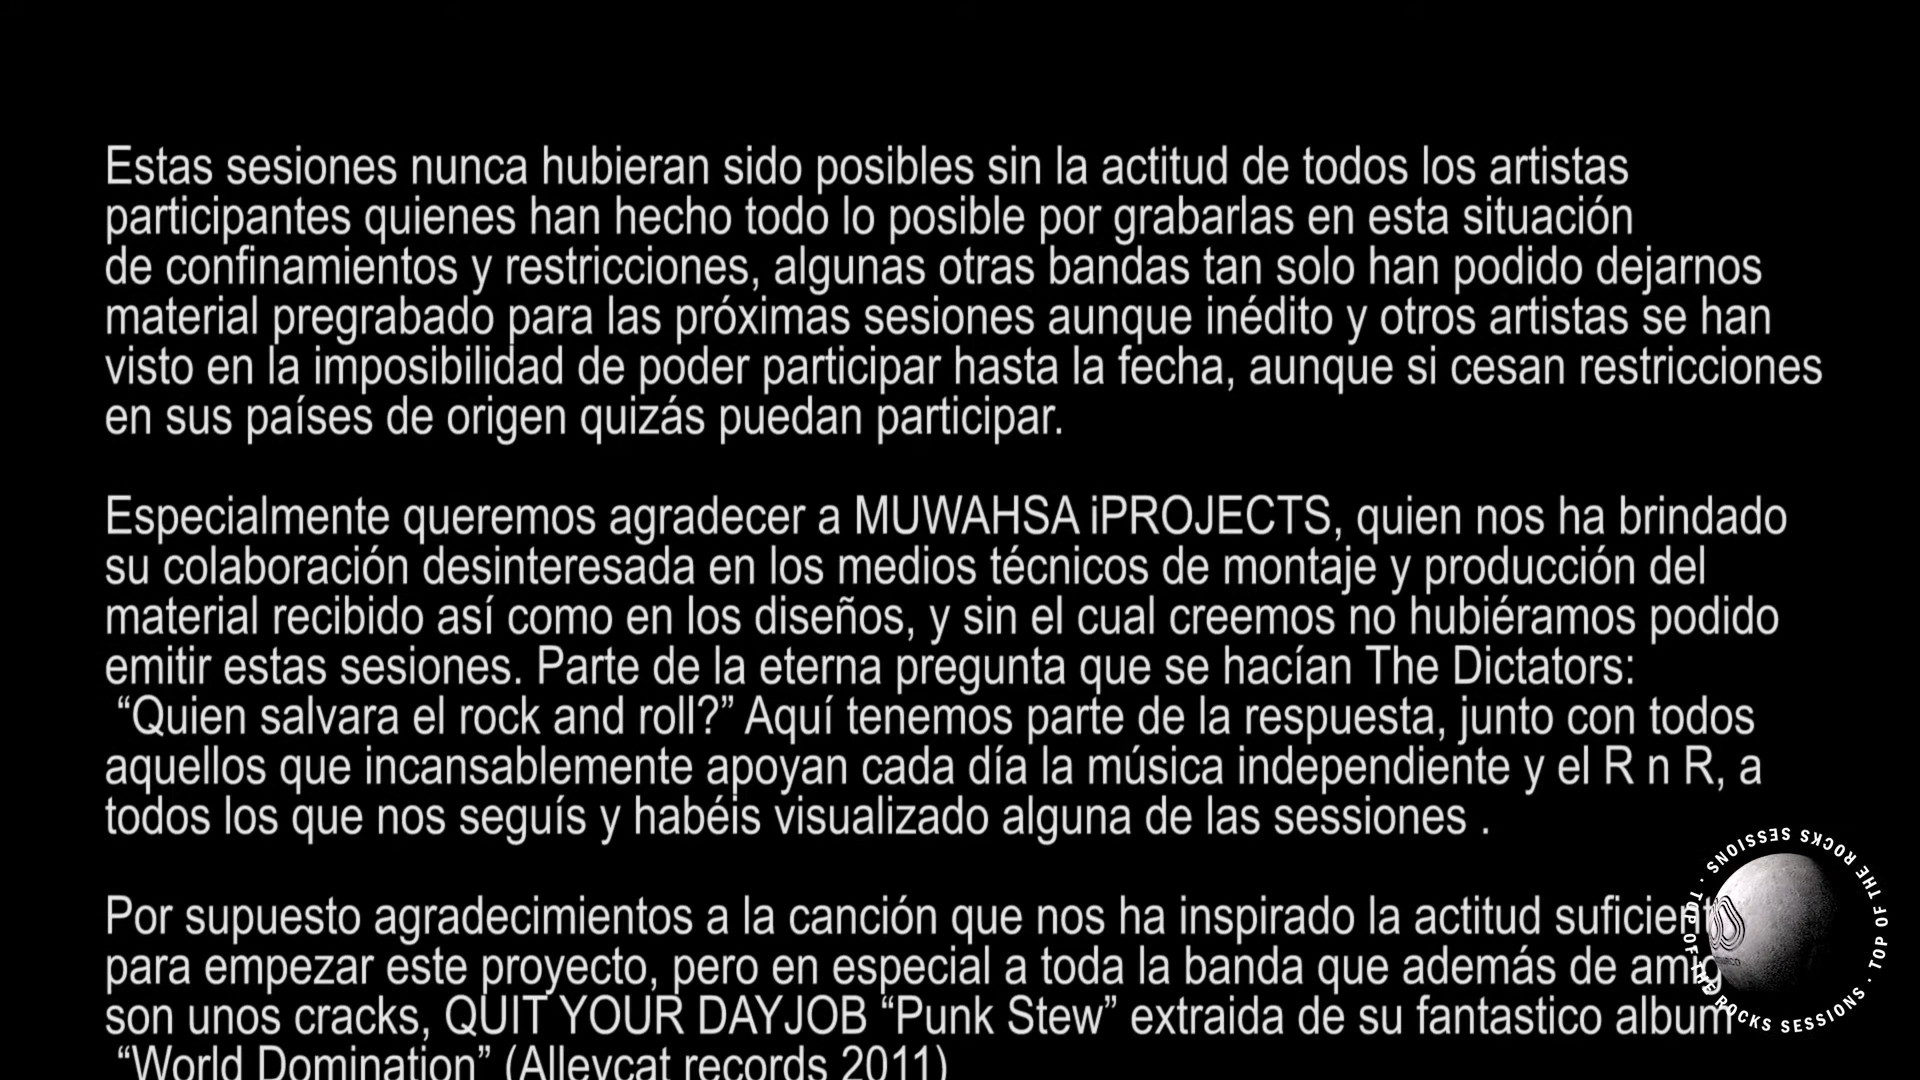 Estas sesiones nunca hubieran sido posibles sin la actitud de todos los artistas
participantes quienes han hecho todo lo posible por grabarlas en esta situación
de confinamientos y restricciones, algunas otras bandas tan solo han podido dejarnos
material pregrabado para las próximas sesiones aunque inédito y otros artistas se han
visto en la imposibilidad de poder participar hasta la fecha, aunque si cesan restricciones
en sus países de origen quizás puedan participar.
Especialmente queremos agradecer a MUWAHSA iPROJECTS, quien nos ha brindado
su colaboración desinteresada en los medios técnicos de montaje y producción del
material recibido así como en los diseños, y sin el cual creemos no hubiéramos podido
emitir estas sesiones. Parte de la eterna pregunta que se hacían The Dictators:
“Quien salvara el rock and roll?” Aquí tenemos parte de la respuesta, junto con todos
aquellos que incansablemente apoyan cada día la música independiente y el R n R, a
todos los que nos seguís y habéis visualizado alguna de las sessiones .
Por supuesto agradecimientos a la canción que nos ha inspirado la actitud suficient
para empezar este proyecto, pero en especial a toda la banda que además de amig
son unos cracks, QUIT YOUR DAYJOB “Punk Stew” extraida de su fantastico album
“World Domination” (Alleycat records 2011)
TOP OF THE ROCKS SESSIONS · TOP OF THE ROCKS SESSIONS ·